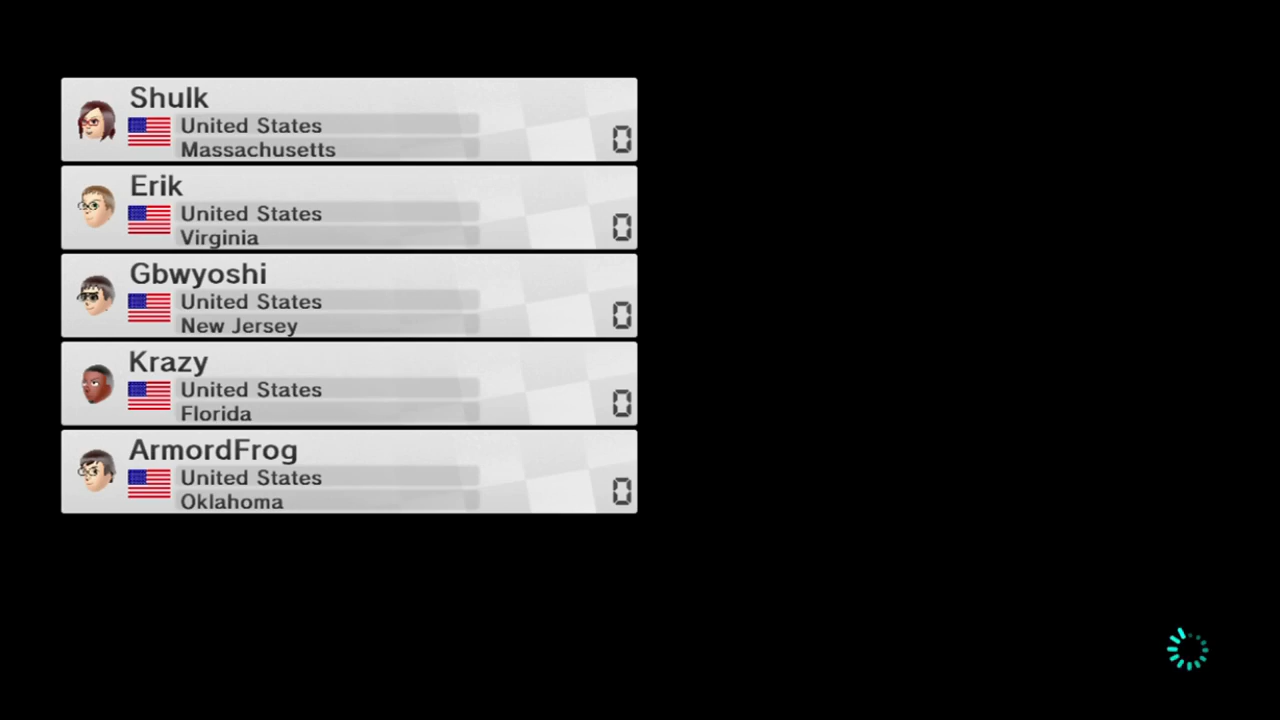 Shulk
United States
Massachusetts
0
Erik
United States
Virginia
0
Gbwyoshi
United States
New Jersey
0
Krazy
United States
Florida
0
ArmordFrog
United States
Oklahoma
0